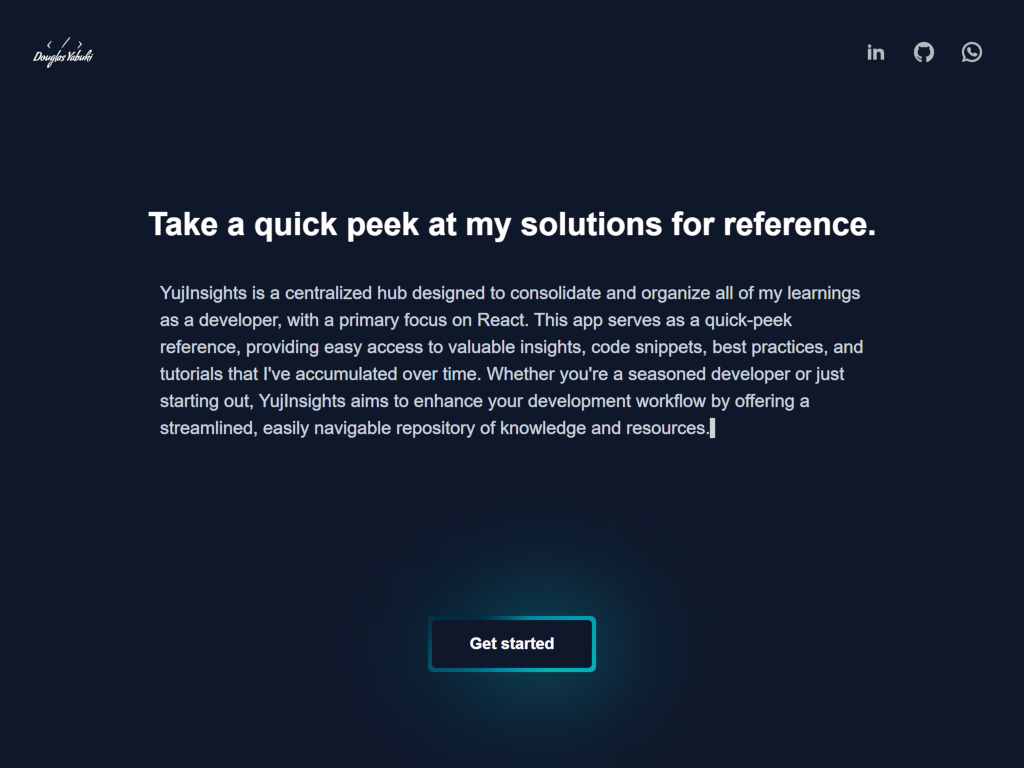 < / >
Douglas Yabuki
in
Take a quick peek at my solutions for reference.
YujInsights is a centralized hub designed to consolidate and organize all of my learnings
as a developer, with a primary focus on React. This app serves as a quick-peek
reference, providing easy access to valuable insights, code snippets, best practices, and
tutorials that I've accumulated over time. Whether you're a seasoned developer or just
starting out, YujInsights aims to enhance your development workflow by offering a
streamlined, easily navigable repository of knowledge and resources.
Get started